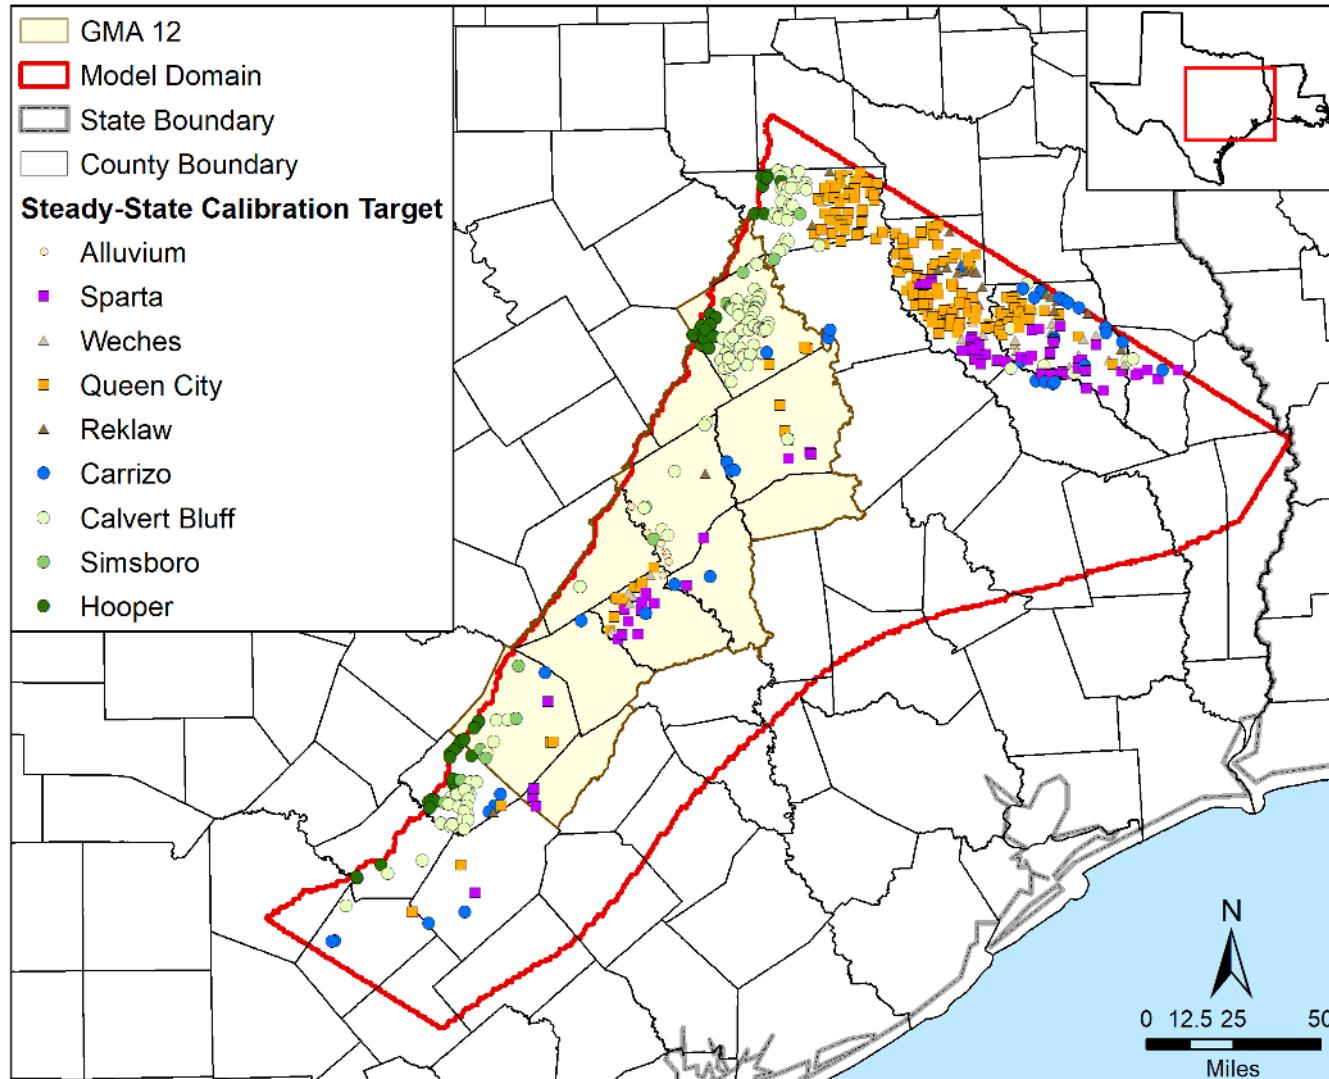 GMA 12
Model Domain
State Boundary
County Boundary
Steady-State Calibration Target
Alluvium
Sparta
Weches
Queen City
Reklaw
Carrizo
Calvert Bluff
Simsboro
Hooper
N
0 12.5 25 50
Miles